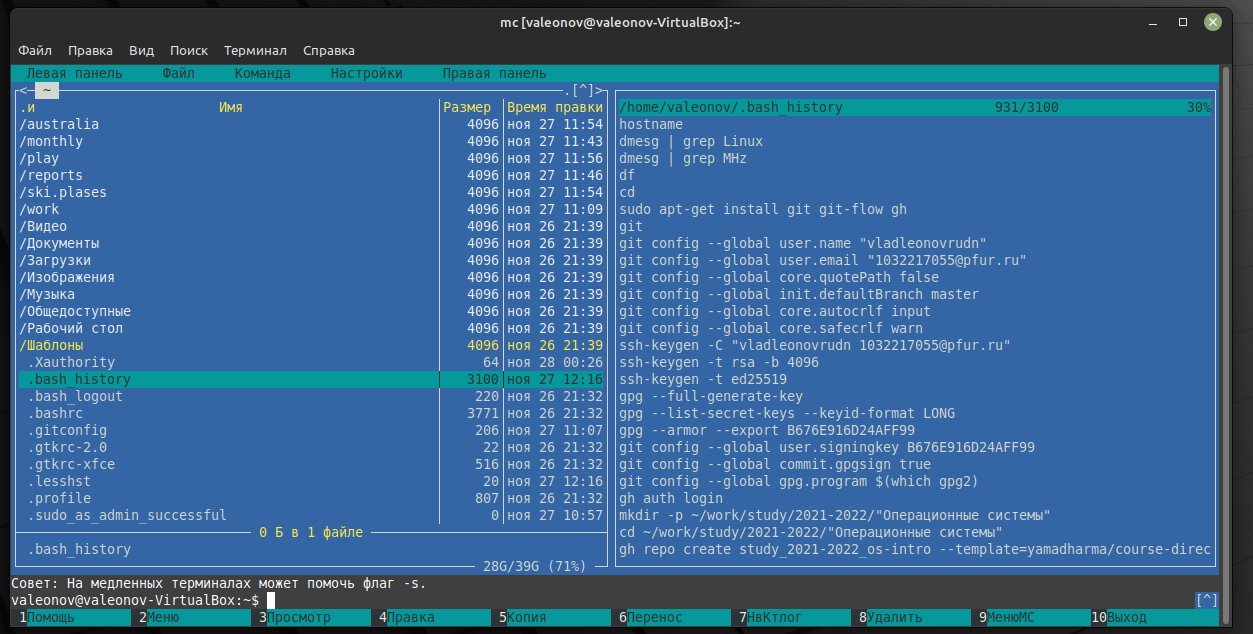 mc [valeonov@valeonov-VirtualBox]:~
Файл Правка Вид Поиск Терминал Справка
Левая панель Файл Команда Настройки Правая панель
<─ ~ .[^]>
.и Имя Размер Время правки
/australia 4096 ноя 27 11:54
/monthly 4096 ноя 27 11:43
/play 4096 ноя 27 11:56
/reports 4096 ноя 27 11:46
/ski.plases 4096 ноя 27 11:54
/work 4096 ноя 27 11:09
/Видео 4096 ноя 26 21:39
/Документы 4096 ноя 26 21:39
/Загрузки 4096 ноя 26 21:39
/Изображения 4096 ноя 26 21:39
/Музыка 4096 ноя 26 21:39
/Общедоступные 4096 ноя 26 21:39
/Рабочий стол 4096 ноя 26 21:39
/Шаблоны 4096 ноя 26 21:39
.Xauthority 64 ноя 28 00:26
.bash_history 3100 ноя 27 12:16
.bash_logout 220 ноя 26 21:32
.bashrc 3771 ноя 26 21:32
.gitconfig 206 ноя 27 11:07
.gtkrc-2.0 22 ноя 26 21:32
.gtkrc-xfce 516 ноя 26 21:32
.lesshst 20 ноя 27 12:16
.profile 807 ноя 26 21:32
.sudo_as_admin_successful 0 ноя 27 10:57
0 Б в 1 файле
.bash_history
28G/39G (71%)
/home/valeonov/.bash_history 931/3100 30%
hostname
dmesg | grep Linux
dmesg | grep MHz
df
cd
sudo apt-get install git git-flow gh
git
git config --global user.name "vladleonovrudn"
git config --global user.email "1032217055@pfur.ru"
git config --global core.quotePath false
git config --global init.defaultBranch master
git config --global core.autocrlf input
git config --global core.safecrlf warn
ssh-keygen -C "vladleonovrudn 1032217055@pfur.ru"
ssh-keygen -t rsa -b 4096
ssh-keygen -t ed25519
gpg --full-generate-key
gpg --list-secret-keys --keyid-format LONG
gpg --armor --export B676E916D24AFF99
git config --global user.signingkey B676E916D24AFF99
git config --global commit.gpgsign true
git config --global gpg.program $(which gpg2)
gh auth login
mkdir -p ~/work/study/2021-2022/"Операционные системы"
cd ~/work/study/2021-2022/"Операционные системы"
gh repo create study_2021-2022_os-intro --template=yamadharma/course-direc
Совет: На медленных терминалах может помочь флаг -s.
valeonov@valeonov-VirtualBox:~$ [^]
1Помощь 2Меню 3Просмотр 4Правка 5Копия 6Перенос 7НвКтлог 8Удалить 9МенюMC 10Выход